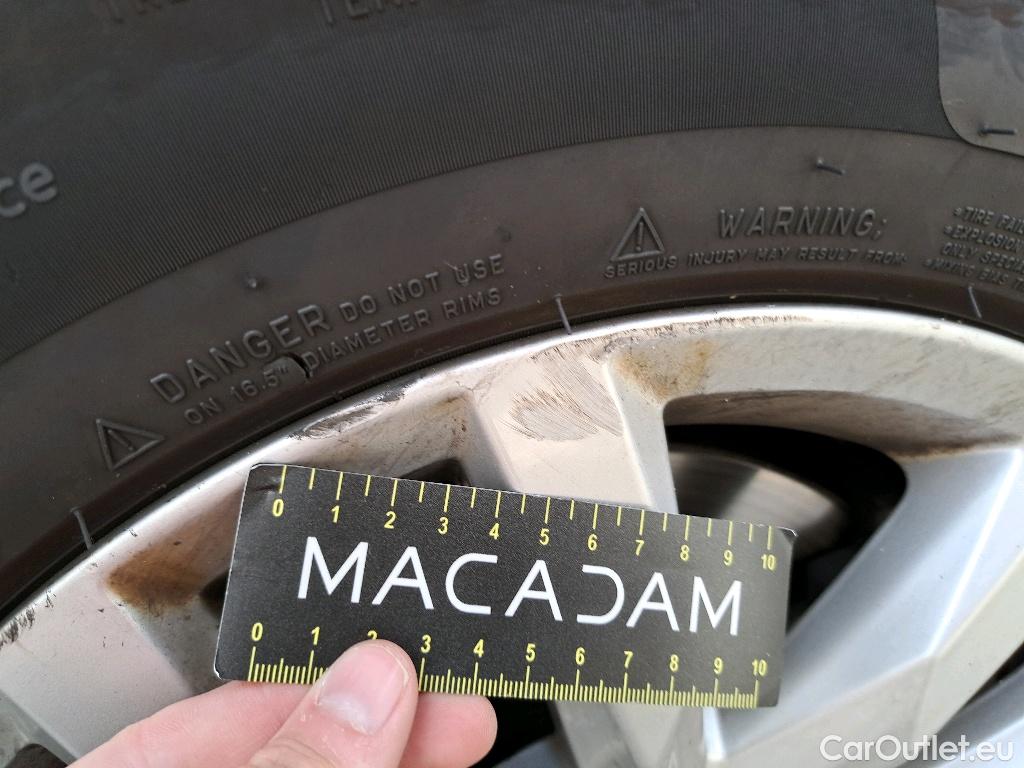 ce
DANGER DO NOT USE
ON 16.5" DIAMETER RIMS
WARNING:
SERIOUS INJURY MAY RESULT FROM
EXPLOSION
0 1 2 3 4 5 6 7 8 9 10
MACADAM
0 1 2 3 4 5 6 7 8 9 10
CarOutlet.eu